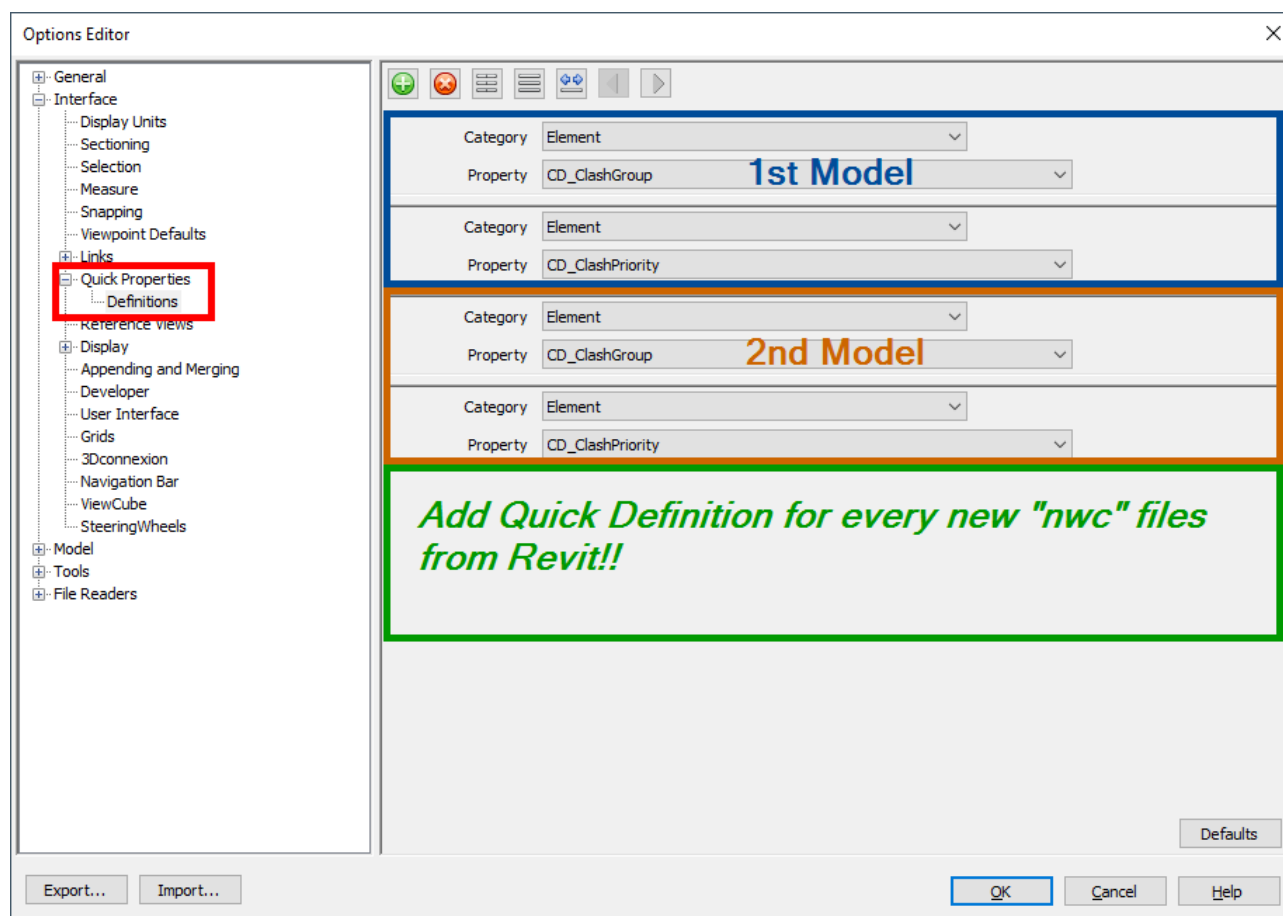 Options Editor
General
Interface
Display Units
Sectioning
Selection
Measure
Snapping
Viewpoint Defaults
Links
Quick Properties
Definitions
Reference Views
Display
Appending and Merging
Developer
User Interface
Grids
3Dconnexion
Navigation Bar
ViewCube
SteeringWheels
Model
Tools
File Readers
Category Element
Property CD_ClashGroup 1st Model
Category Element
Property CD_ClashPriority
Category Element
Property CD_ClashGroup 2nd Model
Category Element
Property CD_ClashPriority
Add Quick Definition for every new "nwc" files
from Revit!!
Defaults
Export... Import... OK Cancel Help